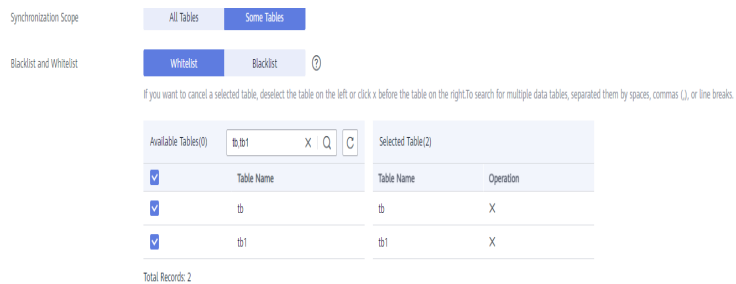 Synchronization Scope All Tables Some Tables
Blacklist and Whitelist Whitelist Blacklist ?
If you want to cancel a selected table, deselect the table on the left or click x before the table on the right.To search for multiple data tables, separated them by spaces, commas (,), or line breaks.
Available Tables(0) tb,tb1 Selected Table(2)
Table Name Table Name Operation
tb tb
tb1 tb1
Total Records: 2